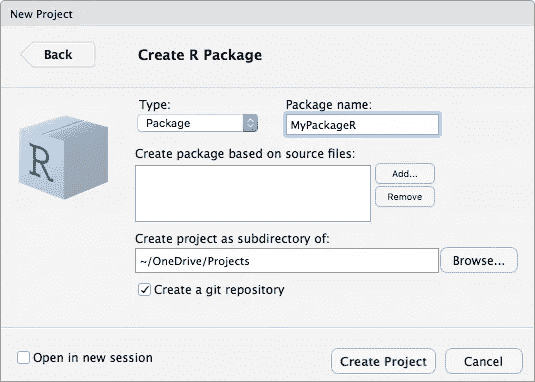 New Project
Back
Create R Package
R
Type:
Package name:
Package
MyPackageR
Create package based on source files:
Add...
Remove
Create project as subdirectory of:
~/OneDrive/Projects
Browse...
Create a git repository
Open in new session
Create Project
Cancel